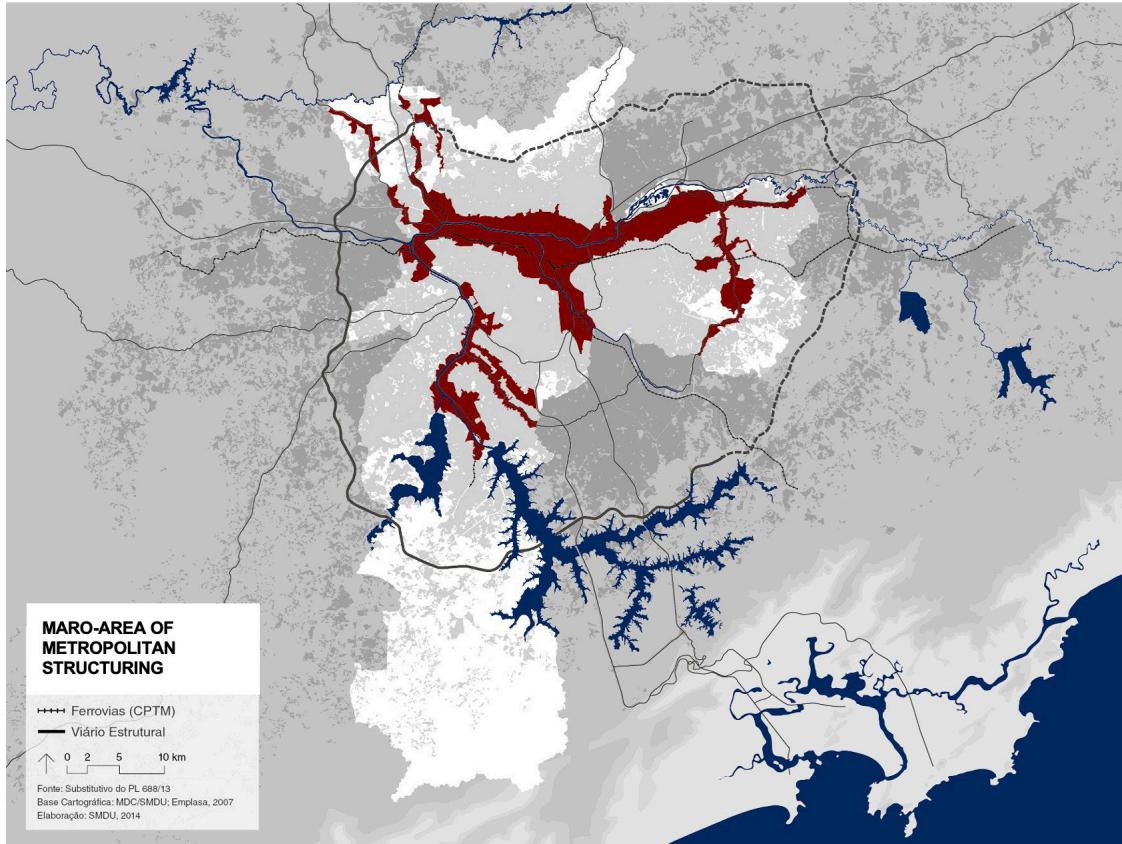 MARO-AREA OF
METROPOLITAN
STRUCTURING
Ferrovias (CPTM)
Viário Estrutural
0 2 5 10 km
Fonte: Substitutivo do PL 688/13
Base Cartográfica: MDC/SMDU; Emplasa, 2007
Elaboração: SMDU, 2014